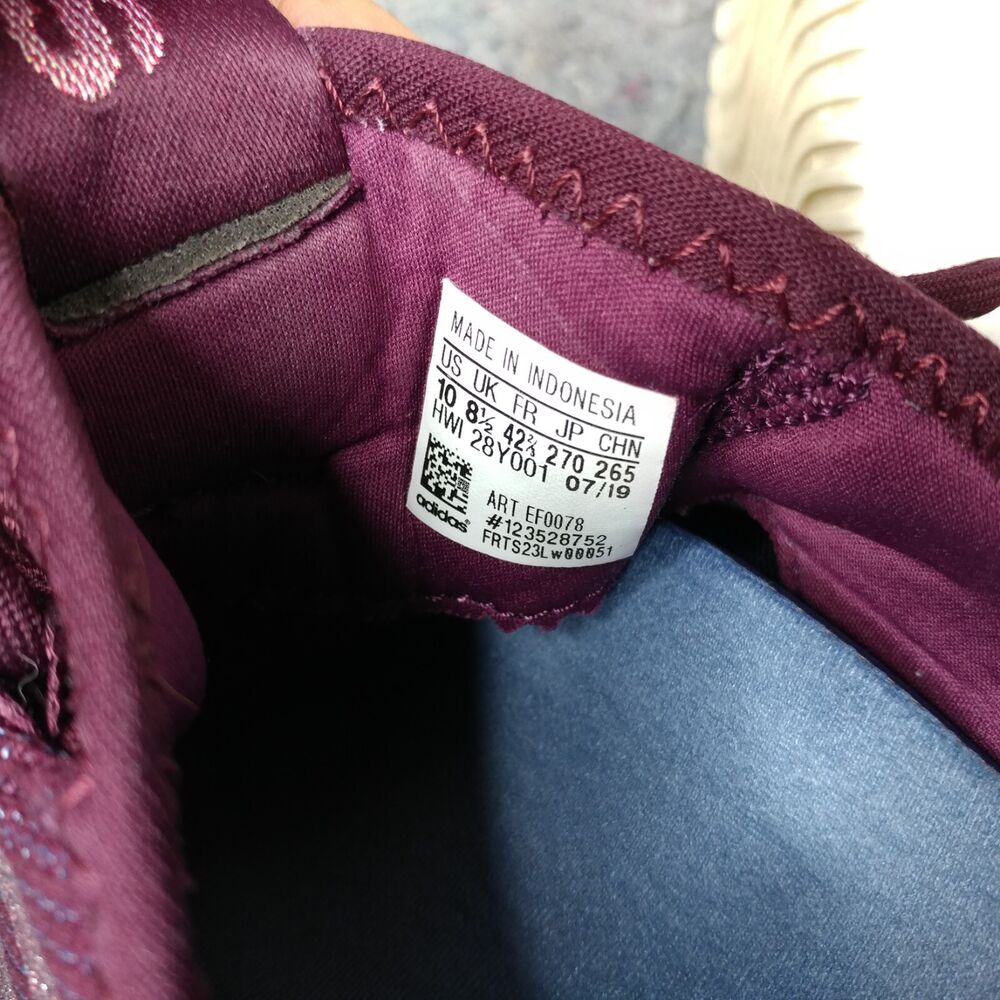 MADE IN INDONESIA
US UK FR JP CHN
10 8½ 42⅔ 270 265
HWI 28Y001 07/19
ART EF0078
adidas #123528752
FRTS23Lw00051